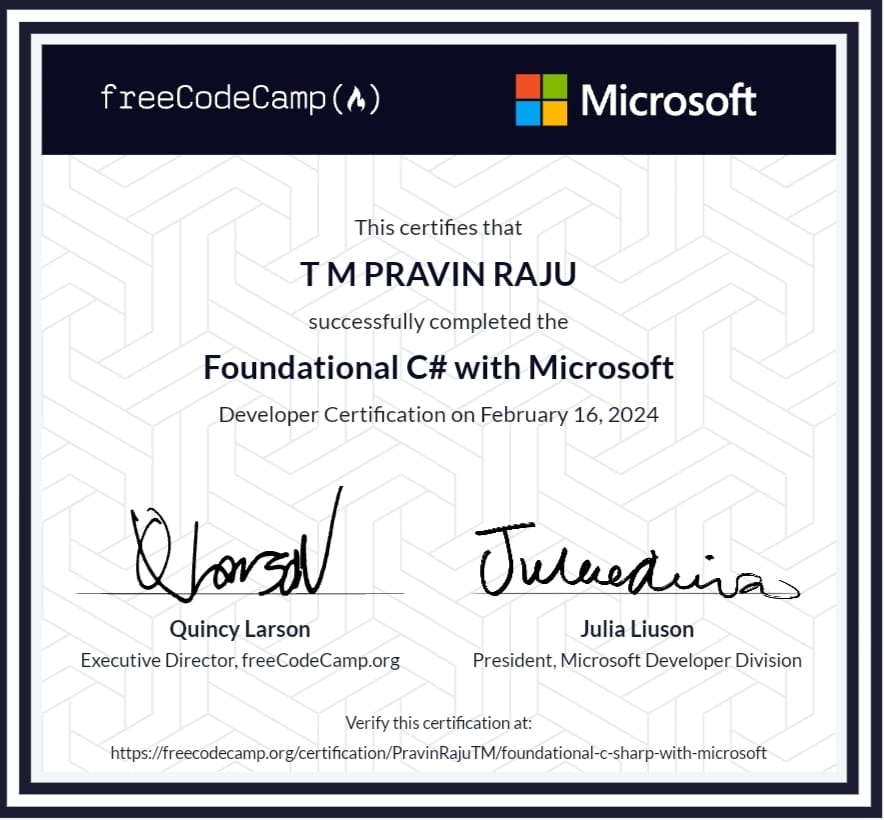 freeCodeCamp(🔥) Microsoft
This certifies that
T M PRAVIN RAJU
successfully completed the
Foundational C# with Microsoft
Developer Certification on February 16, 2024
Quincy Larson
Executive Director, freeCodeCamp.org
Julia Liuson
President, Microsoft Developer Division
Verify this certification at:
https://freecodecamp.org/certification/PravinRajuTM/foundational-c-sharp-with-microsoft